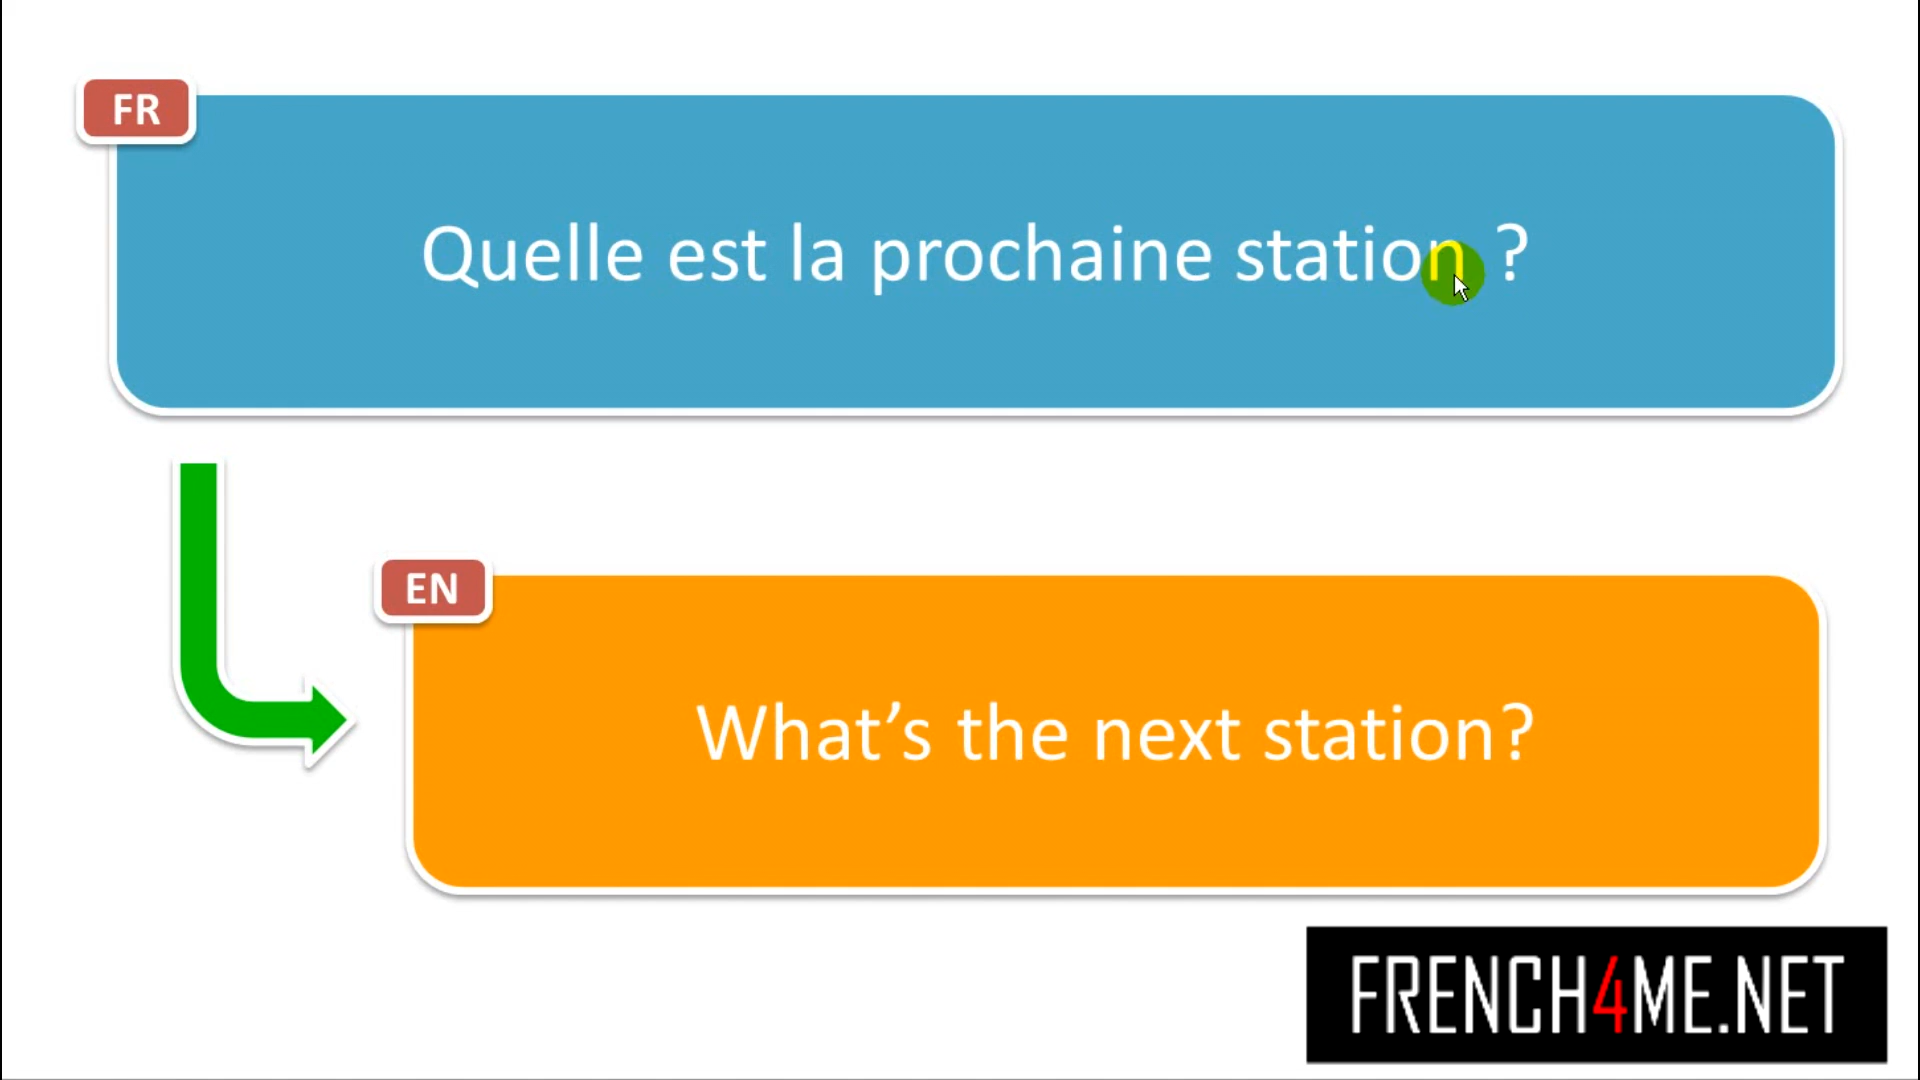 FR
Quelle est la prochaine station ?
EN
What’s the next station?
FRENCH4ME.NET